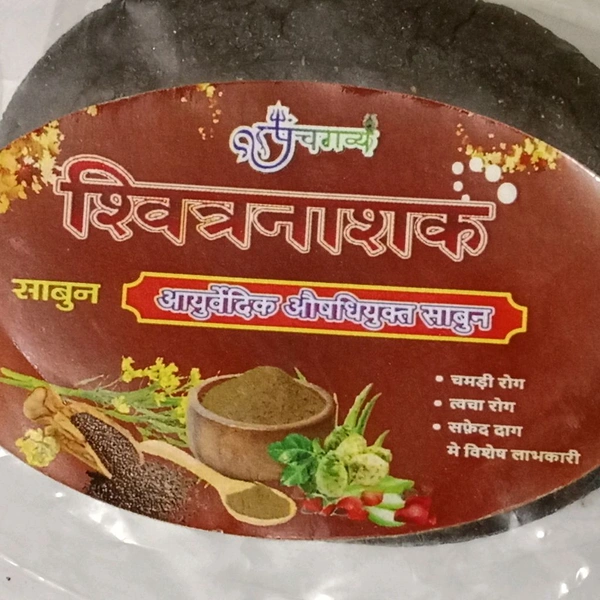 पंचगव्य
श्वित्रनाशक
साबुन
आयुर्वेदिक औषधियुक्त साबुन
• चमड़ी रोग
• त्वचा रोग
• सफ़ेद दाग
मे विशेष लाभकारी